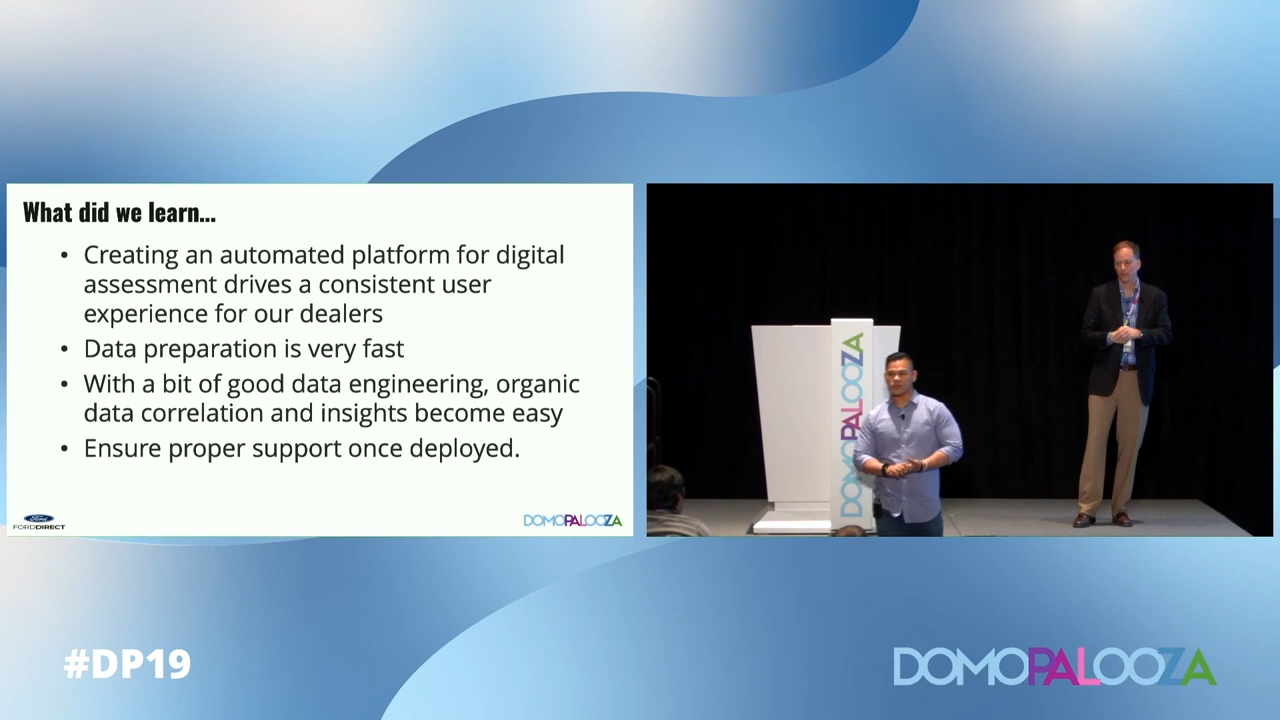 What did we learn...
• Creating an automated platform for digital
assessment drives a consistent user
experience for our dealers
• Data preparation is very fast
• With a bit of good data engineering, organic
data correlation and insights become easy
• Ensure proper support once deployed.
Ford
FORDDIRECT
DOMOPALOOZA
DOMOPALOOZA
#DP19
DOMOPALOOZA